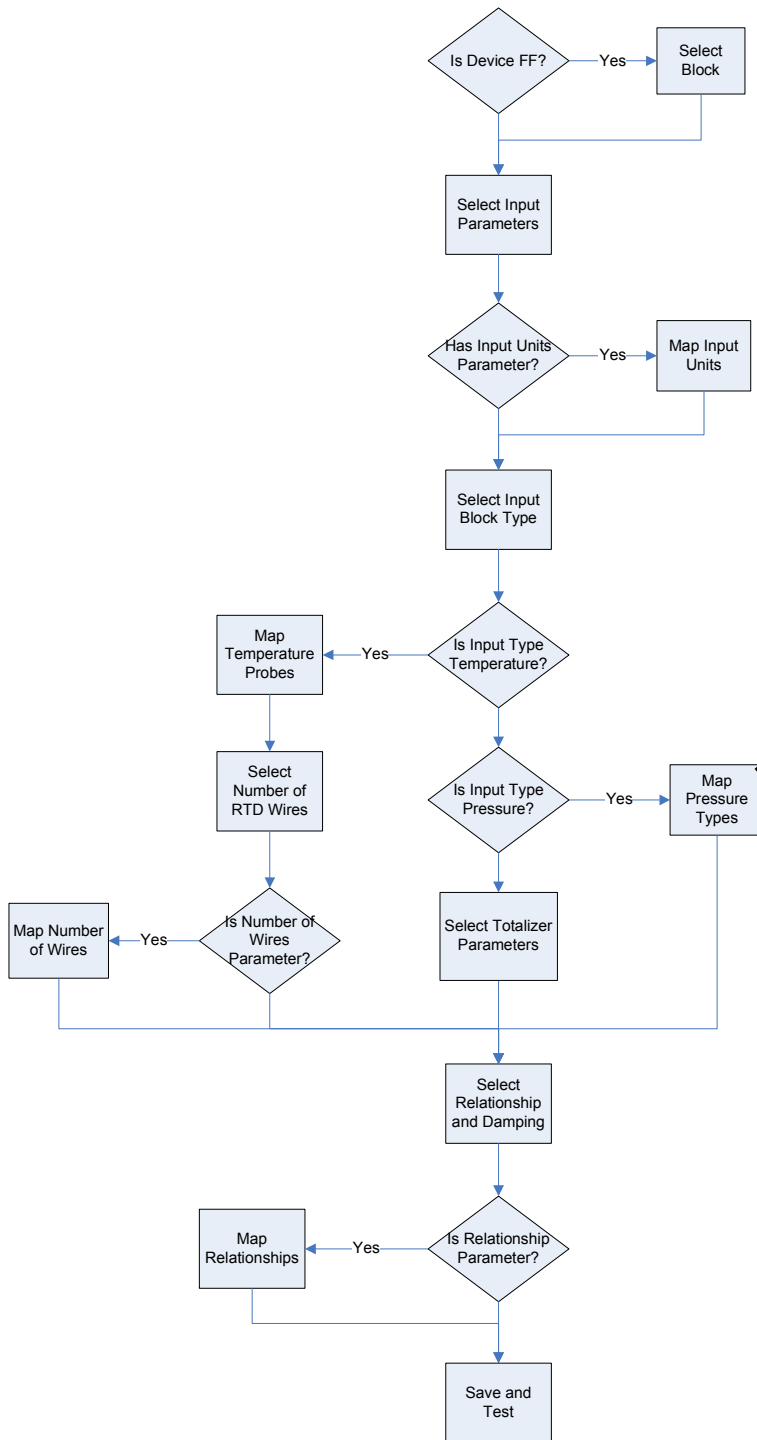 Is Device FF?
Yes
Select
Block
Select Input
Parameters
Has Input Units
Parameter?
Yes
Map Input
Units
Select Input
Block Type
Is Input Type
Temperature?
Yes
Map
Temperature
Probes
Select
Number of
RTD Wires
Is Input Type
Pressure?
Yes
Map
Pressure
Types
Is Number of
Wires
Parameter?
Yes
Map Number
of Wires
Select Totalizer
Parameters
Select
Relationship
and Damping
Is Relationship
Parameter?
Yes
Map
Relationships
Save and
Test